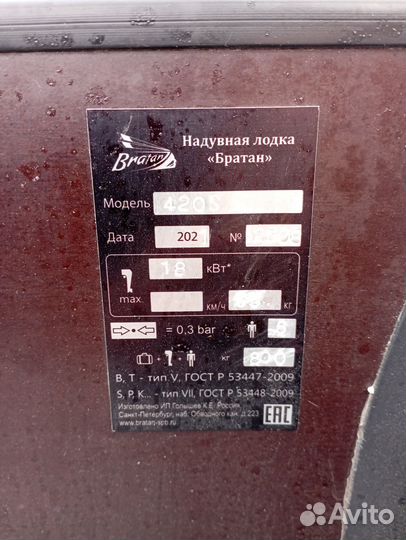 Bratan
Надувная лодка
«Братан»
Модель 420S
Дата 202 №
18 кВт*
max. км/ч кг
= 0,3 bar 8
кг 800
B, T - тип V, ГОСТ Р 53447-2009
S, P, K... - тип VII, ГОСТ Р 53448-2009
Изготовлено ИП Голышев К.Е. Россия,
Санкт-Петербург, наб. Обводного кан. д.223
www.bratan-spb.ru
EAC
Avito